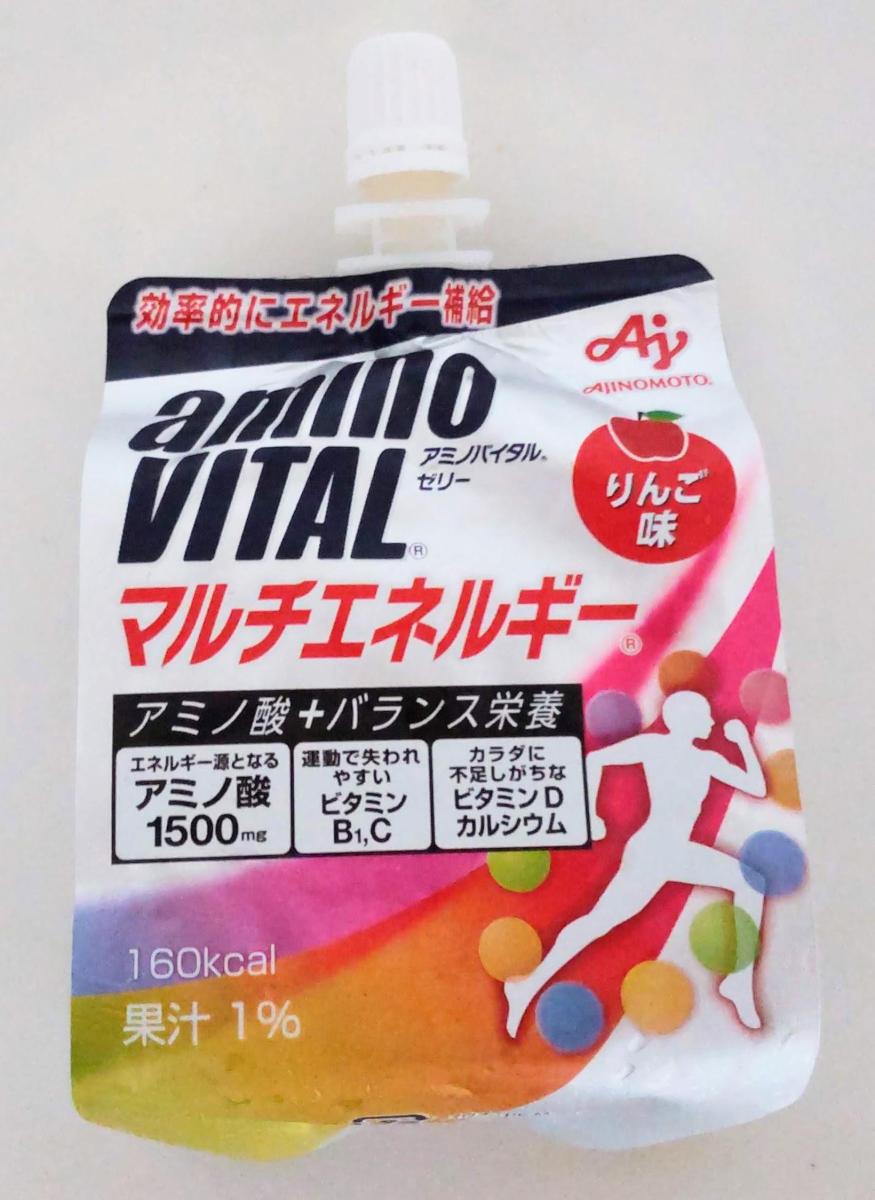 効率的にエネルギー補給
Aj
AJINOMOTO®
amino
VITAL®
アミノバイタル®
ゼリー
りんご
味
マルチエネルギー®
アミノ酸+バランス栄養
エネルギー源となる
アミノ酸
1500mg
運動で失われ
やすい
ビタミン
B1,C
カラダに
不足しがちな
ビタミンD
カルシウム
160kcal
果汁 1%